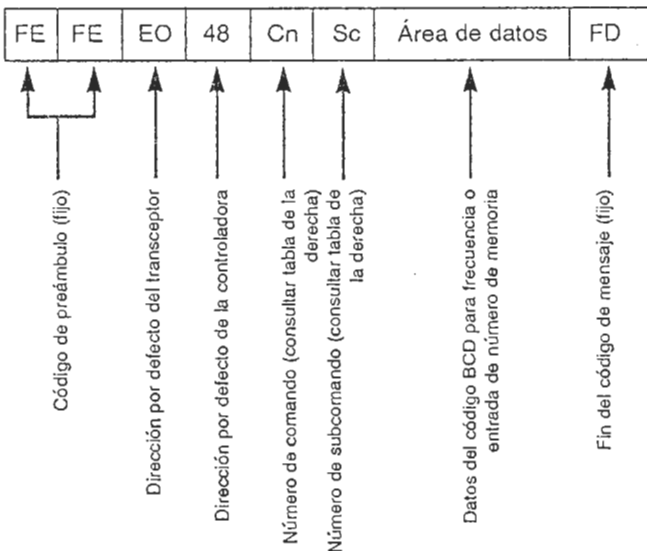 FE FE EO 48 Cn Sc Área de datos FD
Código de preámbulo (fijo)
Dirección por defecto del transceptor
Dirección por defecto de la controladora
Número de comando (consultar tabla de la
derecha)
Número de subcomando (consultar tabla de
la derecha)
Datos del código BCD para frecuencia o
entrada de número de memoria
Fin del código de mensaje (fijo)